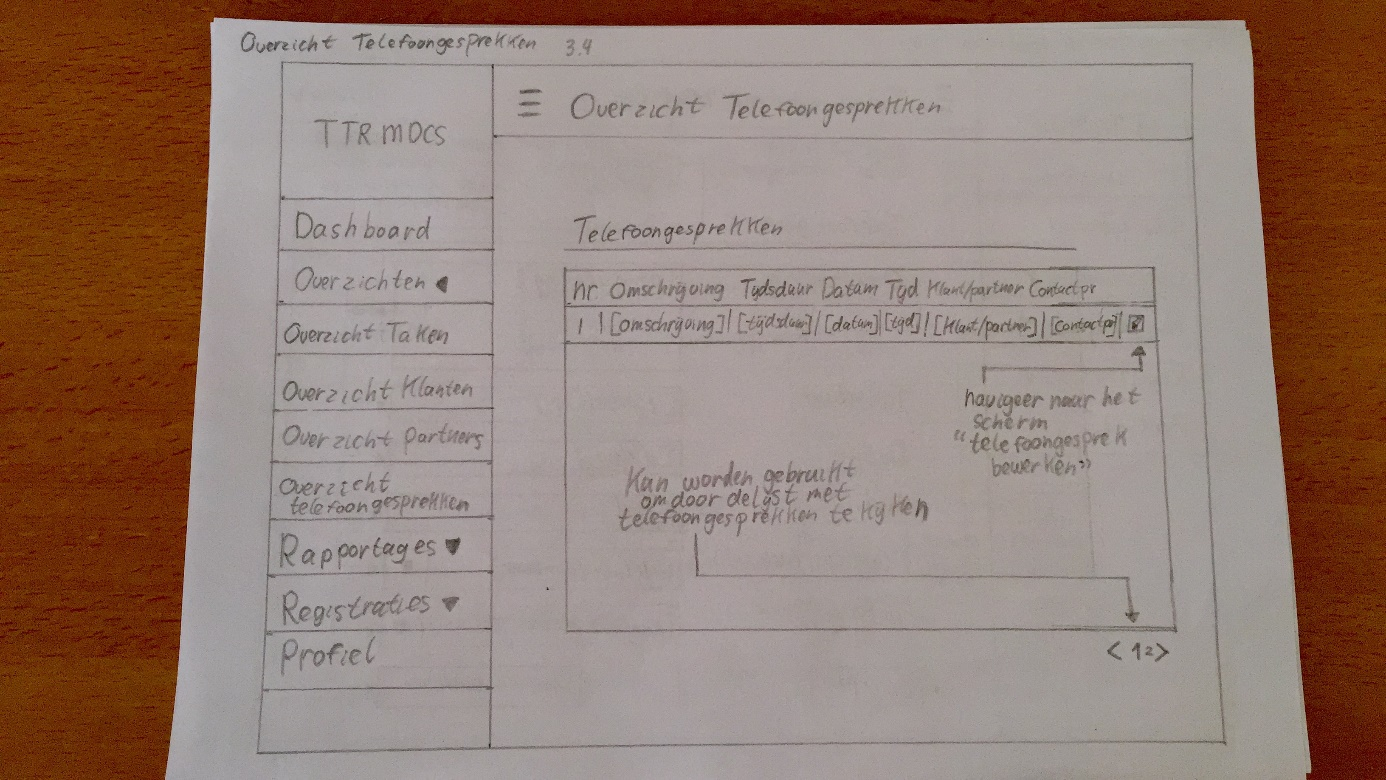 Overzicht Telefoongesprekken 3.4
TTRMDCS
Overzicht Telefoongesprekken
Dashboard
Overzichten
Overzicht Taken
Overzicht Klanten
Overzicht partners
Overzicht
telefoongesprekken
Rapportages
Registraties
Profiel
Telefoongesprekken
nr Omschrijving Tijdsduur Datum Tijd Klant/partner Contactpr
1 | [omschrijving] | [tijdsduur] | [datum] | [tijd] | [klant/partner] | [contactpr] |
navigeer naar het
scherm
"telefoongesprek
bewerken"
Kan worden gebruikt
om door de lijst met
telefoongesprekken te kijken
< 1 2 >